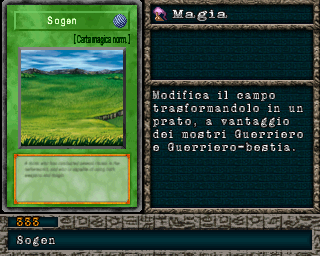 Sogen
[Carta magica norm.]
Magia
Modifica il campo
trasformandolo in un
prato, a vantaggio
dei mostri Guerriero
e Guerriero-bestia.
333
Sogen